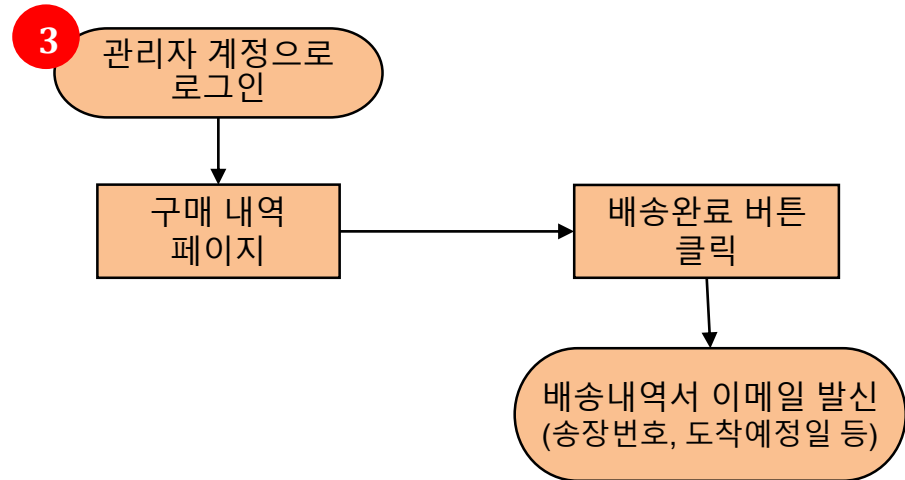 3
관리자 계정으로
로그인
구매 내역
페이지
배송완료 버튼
클릭
배송내역서 이메일 발신
(송장번호, 도착예정일 등)